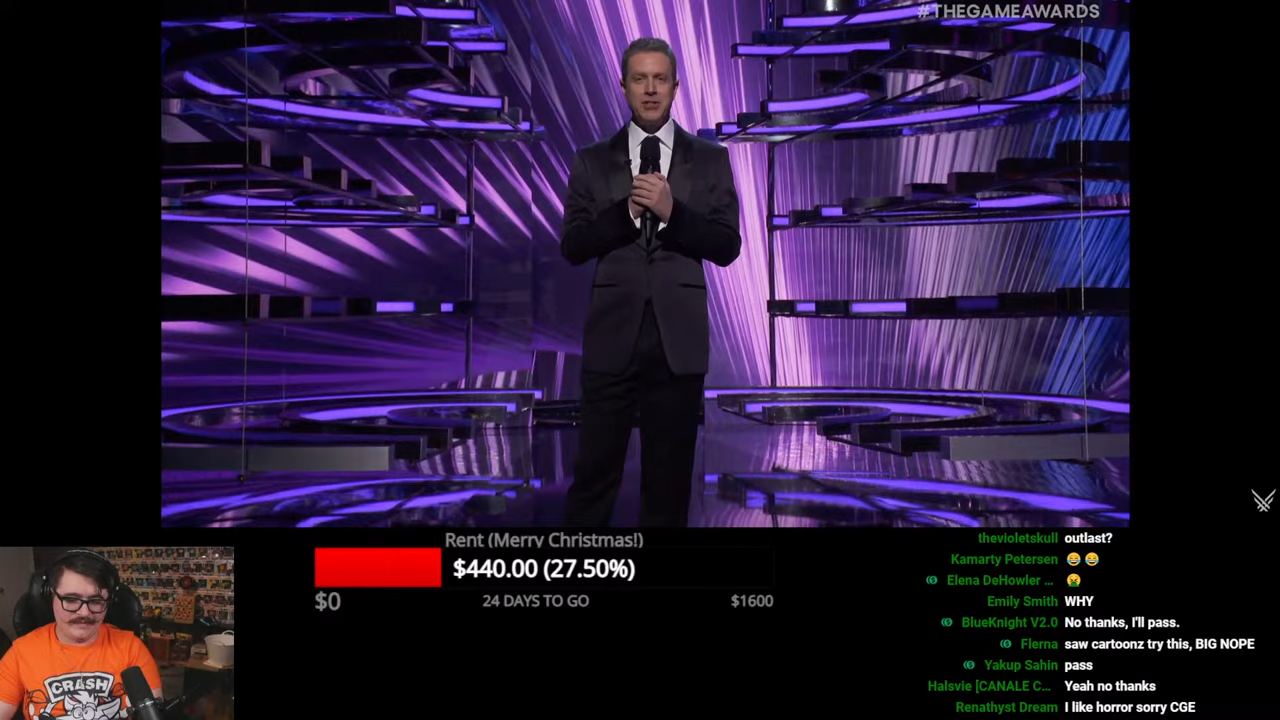 #THEGAMEAWARDS
Rent (Merry Christmas!)
$440.00 (27.50%)
$0
24 DAYS TO GO
$1600
thevioletskull outlast?
Kamarty Petersen 😂 😂
Elena DeHowler ... 🤮
Emily Smith WHY
BlueKnight V2.0 No thanks, I'll pass.
Flerna saw cartoonz try this, BIG NOPE
Yakup Sahin pass
Halsvie [CANALE C... Yeah no thanks
Renathyst Dream I like horror sorry CGE
CRASH